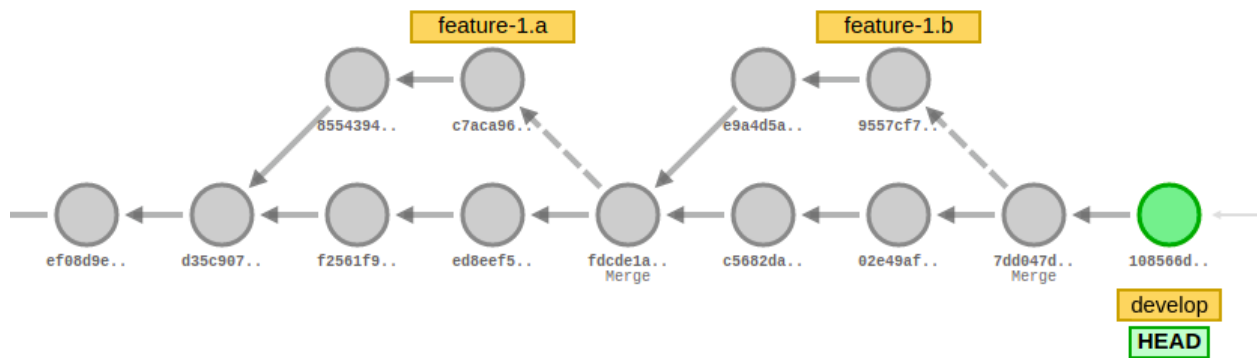 feature-1.a
feature-1.b
8554394..
c7aca96..
e9a4d5a..
9557cf7..
ef08d9e..
d35c907..
f2561f9..
ed8eef5..
fdcde1a..
Merge
c5682da..
02e49af..
7dd047d..
Merge
108566d..
develop
HEAD